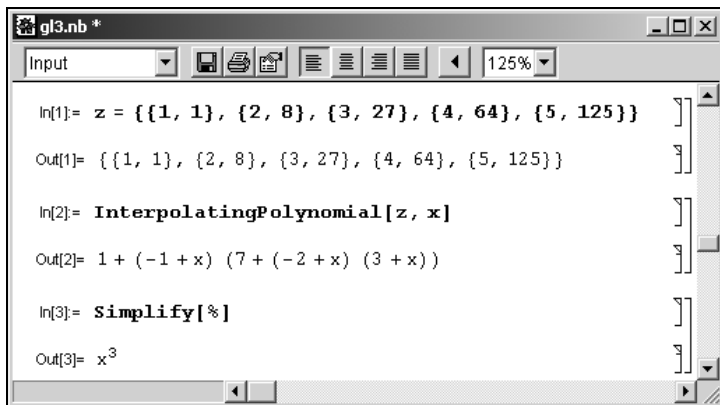 gl3.nb *
Input 125%
In[1]:= z = {{1, 1}, {2, 8}, {3, 27}, {4, 64}, {5, 125}}
Out[1]= {{1, 1}, {2, 8}, {3, 27}, {4, 64}, {5, 125}}
In[2]:= InterpolatingPolynomial[z, x]
Out[2]= 1 + (-1 + x) (7 + (-2 + x) (3 + x))
In[3]:= Simplify[%]
Out[3]= x³